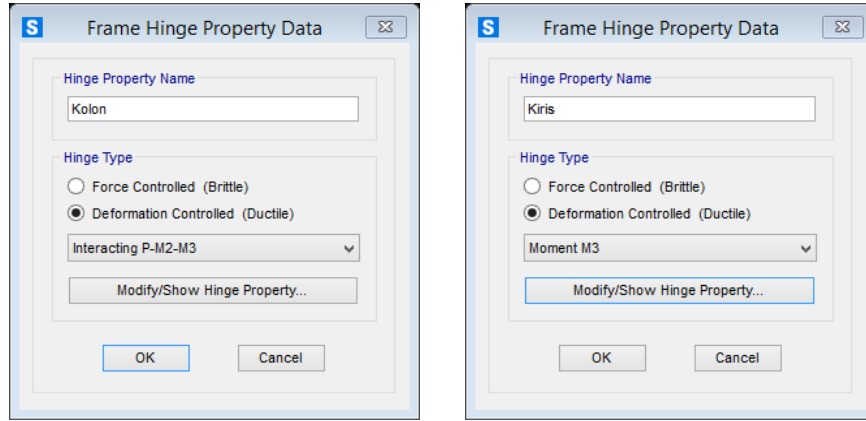 S Frame Hinge Property Data
Hinge Property Name
Kolon
Hinge Type
Force Controlled (Brittle)
Deformation Controlled (Ductile)
Interacting P-M2-M3
Modify/Show Hinge Property...
OK Cancel
S Frame Hinge Property Data
Hinge Property Name
Kiris
Hinge Type
Force Controlled (Brittle)
Deformation Controlled (Ductile)
Moment M3
Modify/Show Hinge Property...
OK Cancel